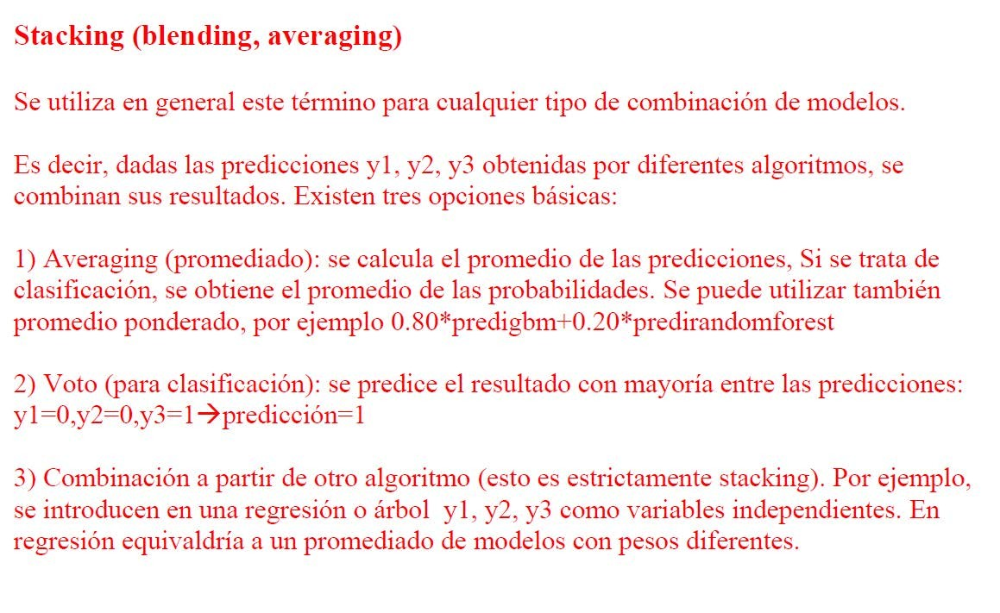 Stacking (blending, averaging)
Se utiliza en general este término para cualquier tipo de combinación de modelos.
Es decir, dadas las predicciones y1, y2, y3 obtenidas por diferentes algoritmos, se
combinan sus resultados. Existen tres opciones básicas:
1) Averaging (promediado): se calcula el promedio de las predicciones, Si se trata de
clasificación, se obtiene el promedio de las probabilidades. Se puede utilizar también
promedio ponderado, por ejemplo 0.80*predigbm+0.20*predirandomforest
2) Voto (para clasificación): se predice el resultado con mayoría entre las predicciones:
y1=0,y2=0,y3=1→predicción=1
3) Combinación a partir de otro algoritmo (esto es estrictamente stacking). Por ejemplo,
se introducen en una regresión o árbol  y1, y2, y3 como variables independientes. En
regresión equivaldría a un promediado de modelos con pesos diferentes.